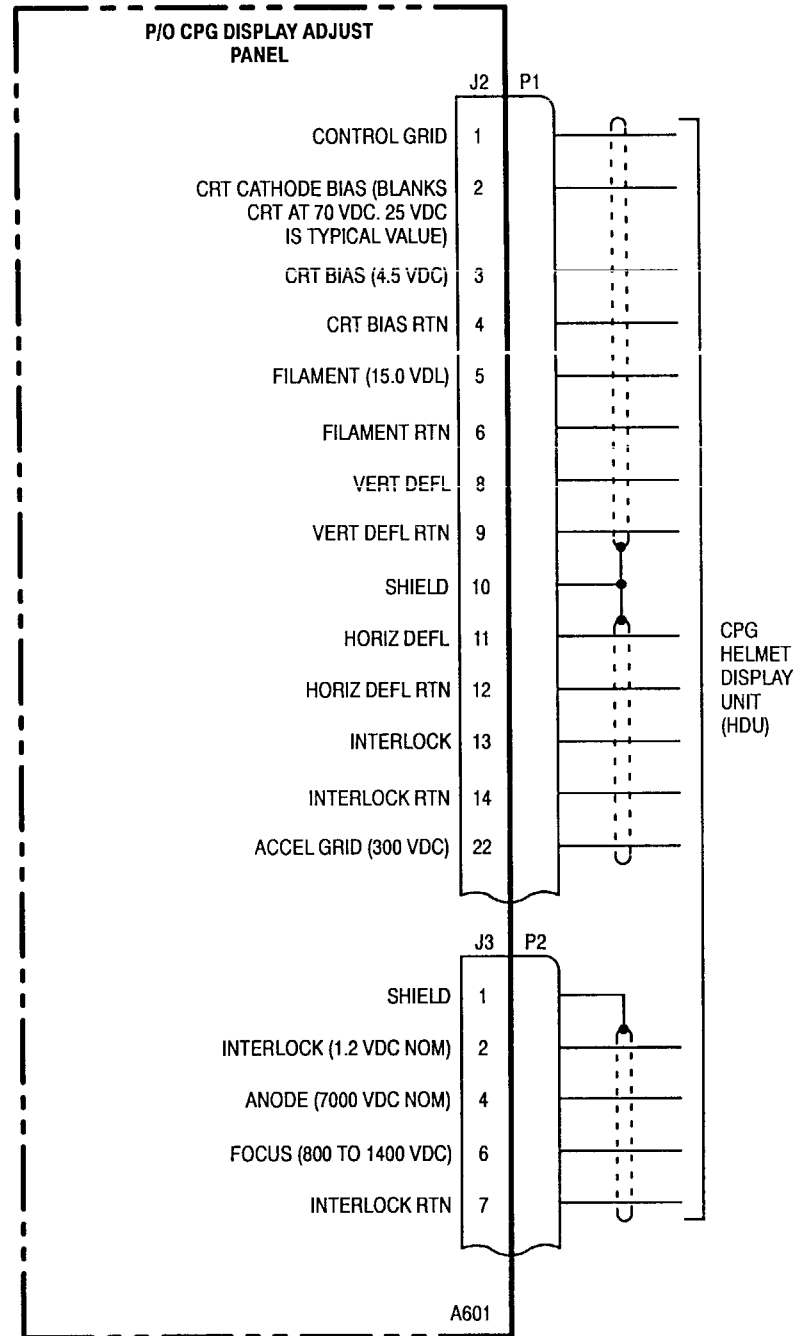 P/O CPG DISPLAY ADJUST
PANEL
J2 P1
CONTROL GRID 1
CRT CATHODE BIAS (BLANKS 2
CRT AT 70 VDC. 25 VDC
IS TYPICAL VALUE)
CRT BIAS (4.5 VDC) 3
CRT BIAS RTN 4
FILAMENT (15.0 VDL) 5
FILAMENT RTN 6
VERT DEFL 8
VERT DEFL RTN 9
SHIELD 10
HORIZ DEFL 11
HORIZ DEFL RTN 12
INTERLOCK 13
INTERLOCK RTN 14
ACCEL GRID (300 VDC) 22
CPG
HELMET
DISPLAY
UNIT
(HDU)
J3 P2
SHIELD 1
INTERLOCK (1.2 VDC NOM) 2
ANODE (7000 VDC NOM) 4
FOCUS (800 TO 1400 VDC) 6
INTERLOCK RTN 7
A601